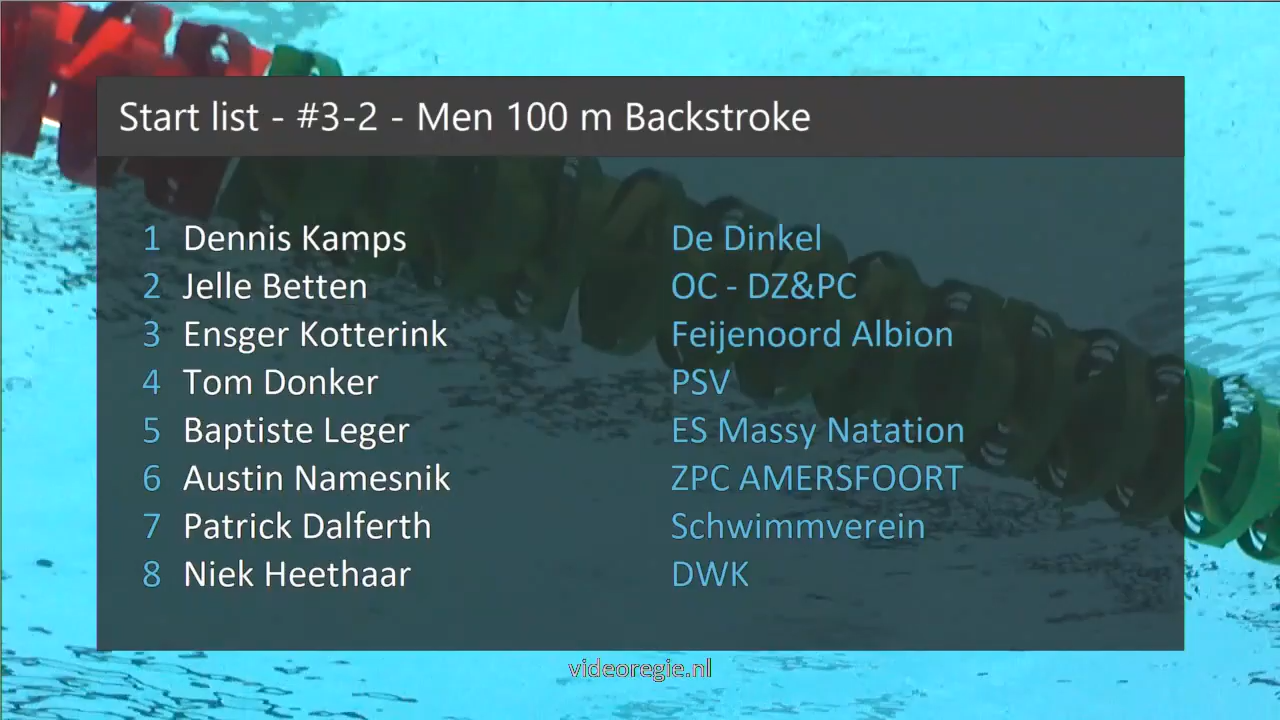 Start list - #3-2 - Men 100 m Backstroke
1 Dennis Kamps De Dinkel
2 Jelle Betten OC - DZ&PC
3 Ensger Kotterink Feijenoord Albion
4 Tom Donker PSV
5 Baptiste Leger ES Massy Natation
6 Austin Namesnik ZPC AMERSFOORT
7 Patrick Dalferth Schwimmverein
8 Niek Heethaar DWK
videoregie.nl